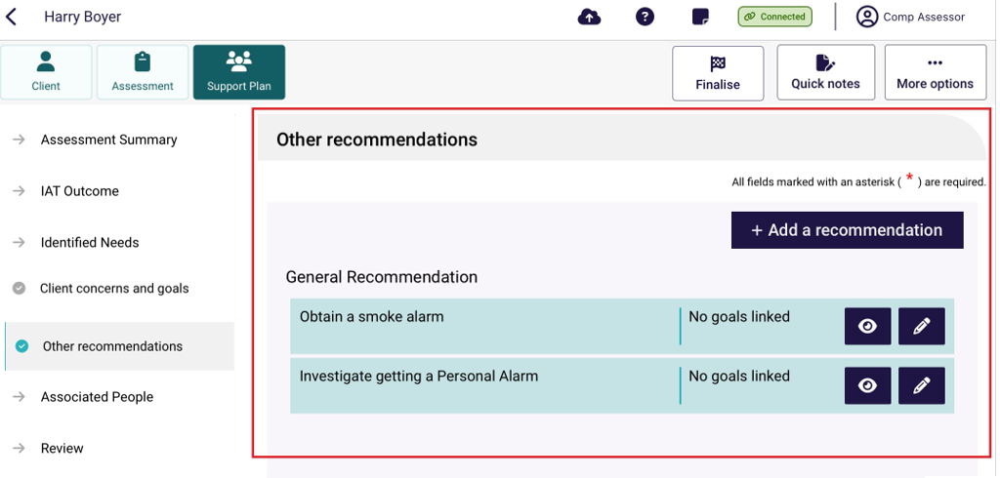 Harry Boyer
Connected
Comp Assessor
Client
Assessment
Support Plan
Finalise
Quick notes
More options
Assessment Summary
IAT Outcome
Identified Needs
Client concerns and goals
Other recommendations
Associated People
Review
Other recommendations
All fields marked with an asterisk ( * ) are required.
+ Add a recommendation
General Recommendation
Obtain a smoke alarm
No goals linked
Investigate getting a Personal Alarm
No goals linked